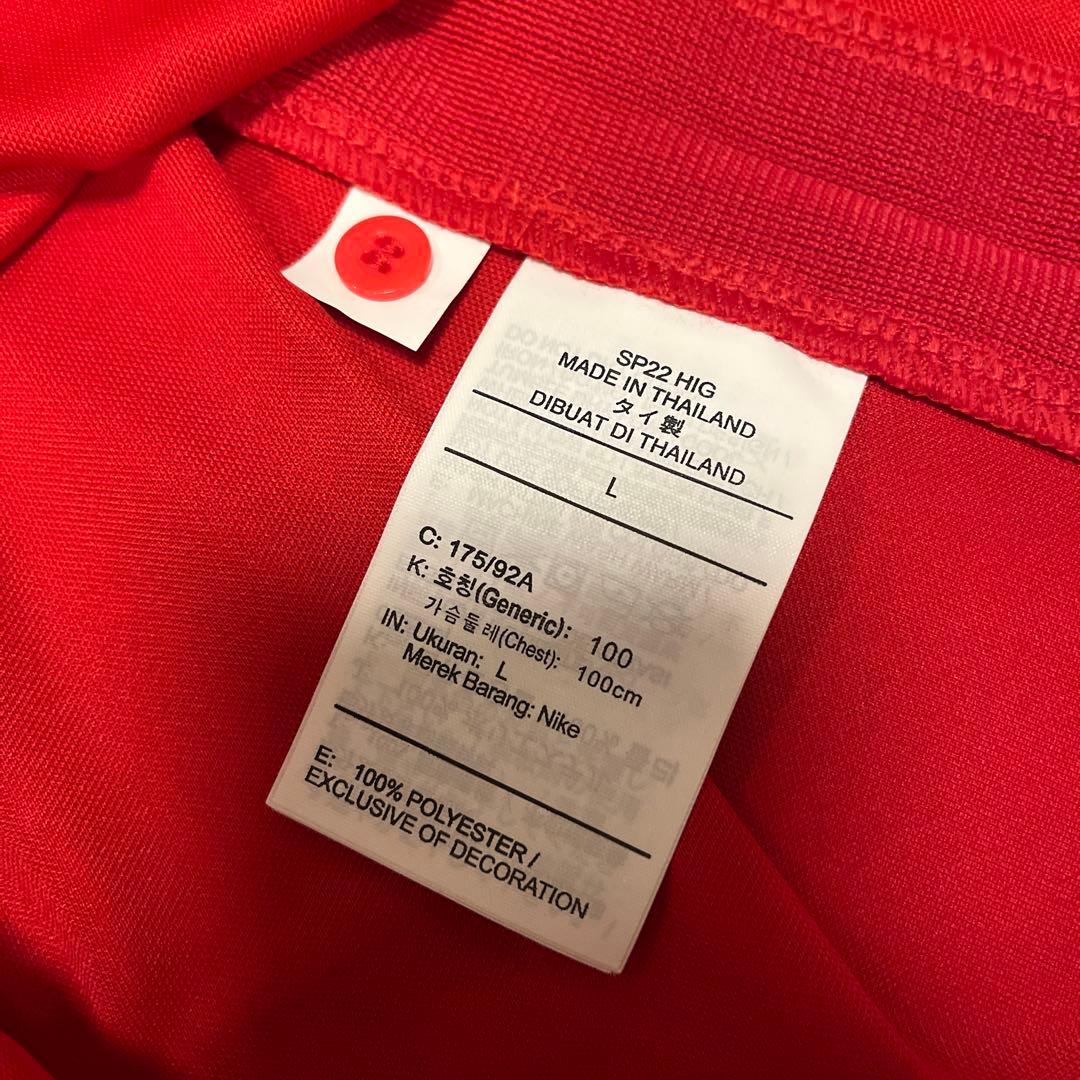 SP22 HIG
MADE IN THAILAND
タイ製
DIBUAT DI THAILAND
L
C: 175/92A
K: 호칭(Generic): 100
가슴둘레(Chest): 100cm
IN: Ukuran: L
Merek Barang: Nike
E: 100% POLYESTER /
EXCLUSIVE OF DECORATION